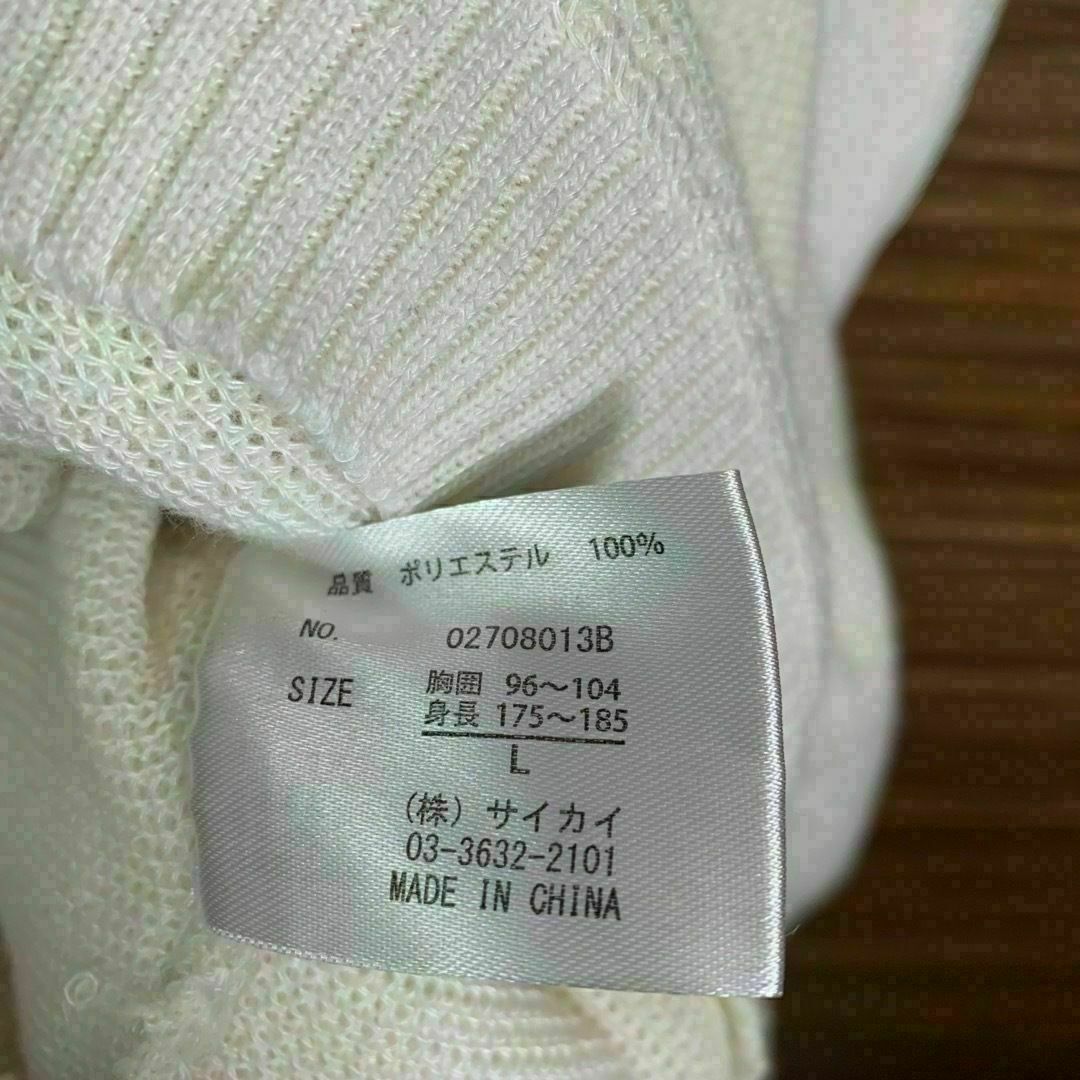 品質 ポリエステル 100%
NO. 02708013B
SIZE 胸囲 96〜104
身長 175〜185
L
(株) サイカイ
03-3632-2101
MADE IN CHINA